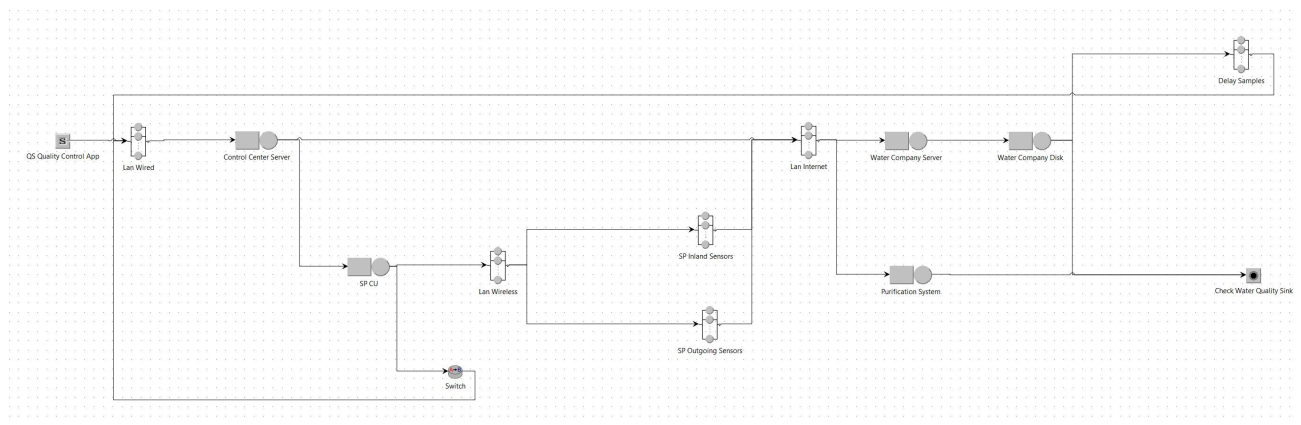 Delay Samples
S
QS Quality Control App
Lan Wired
Control Center Server
Lan Internet
Water Company Server
Water Company Disk
SP Inland Sensors
SP CU
Lan Wireless
Purification System
Check Water Quality Sink
SP Outgoing Sensors
Switch